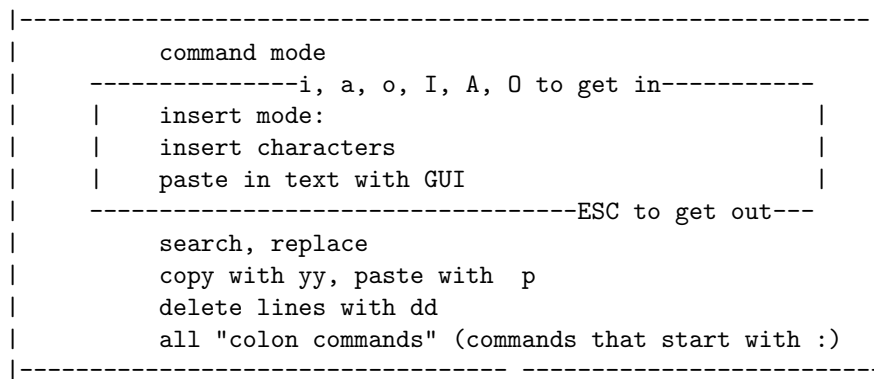 |-------------------------------------------------------------
| command mode
| ---------------i, a, o, I, A, O to get in-----------
| | insert mode: |
| | insert characters |
| | paste in text with GUI |
| -----------------------------------ESC to get out---
| search, replace
| copy with yy, paste with p
| delete lines with dd
| all "colon commands" (commands that start with :)
|----------------------------------- -------------------------